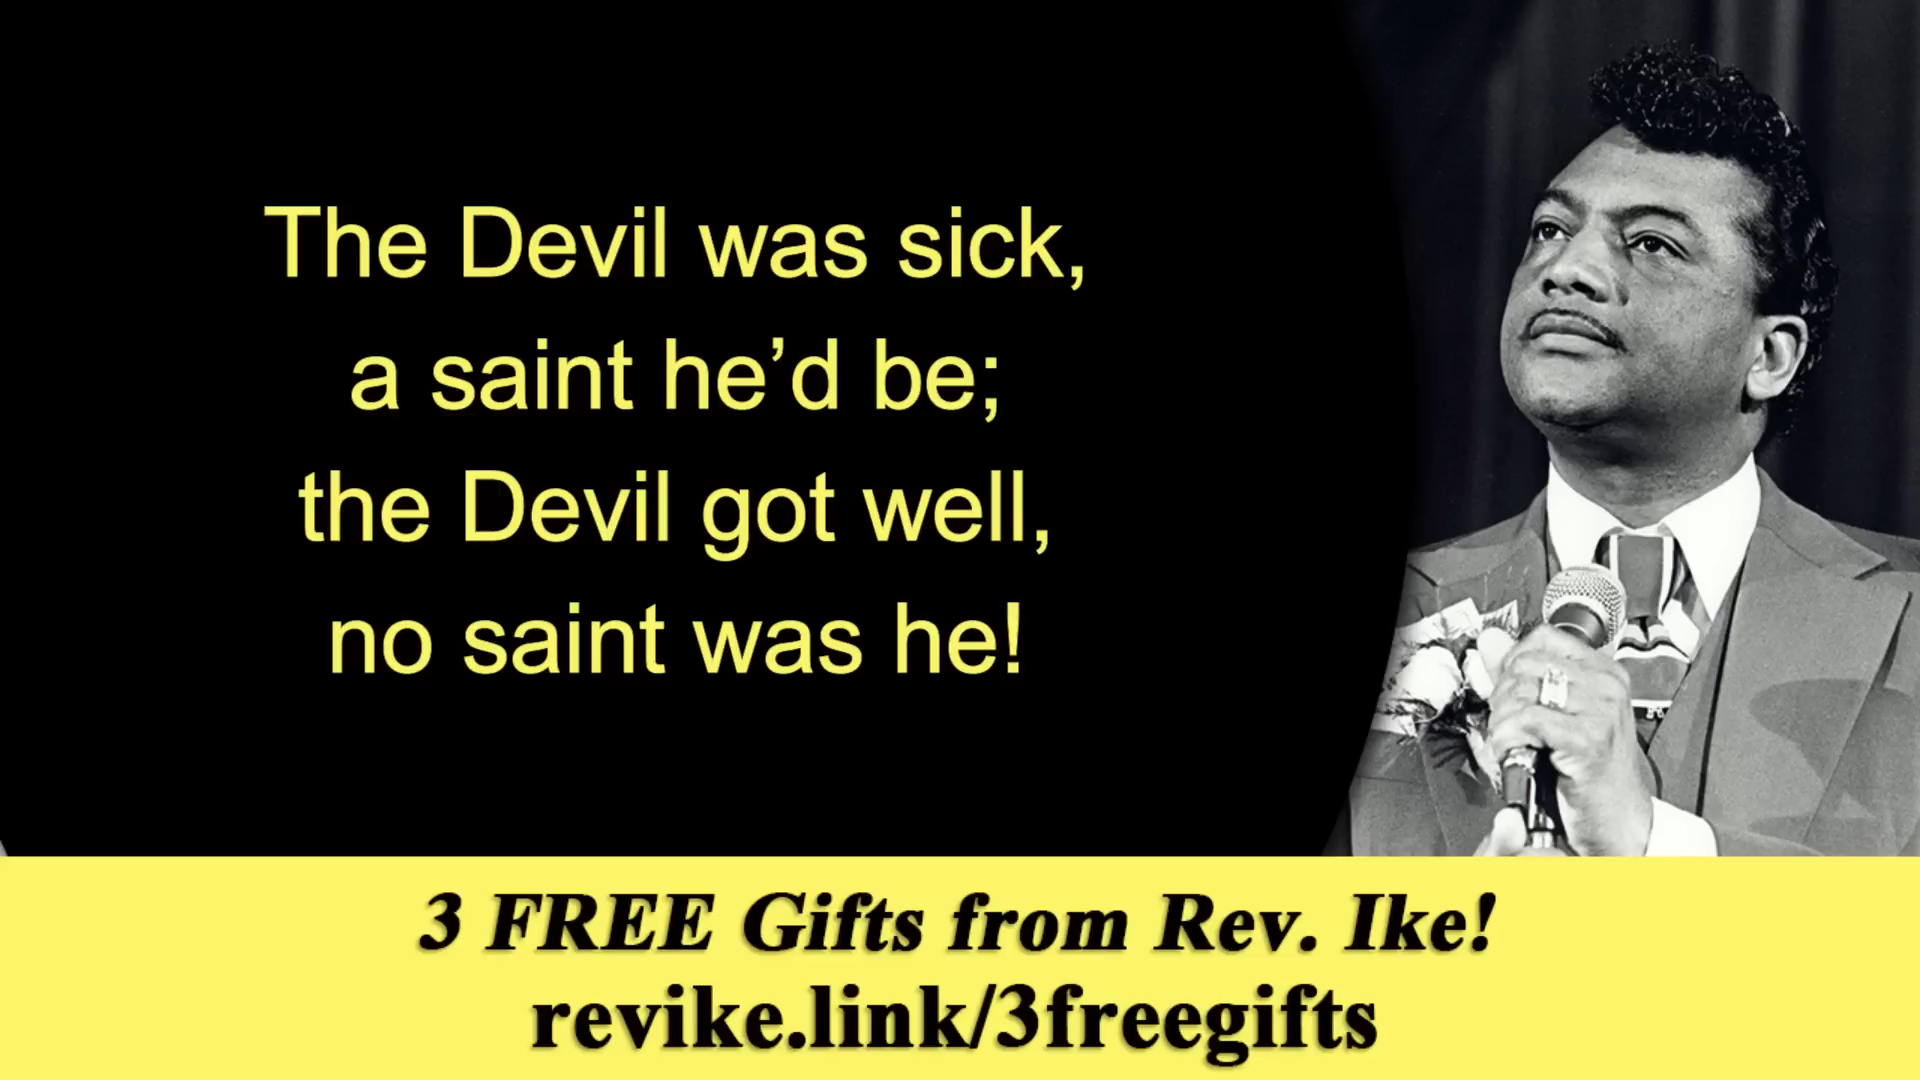 The Devil was sick,
a saint he’d be;
the Devil got well,
no saint was he!
3 FREE Gifts from Rev. Ike!
revike.link/3freegifts